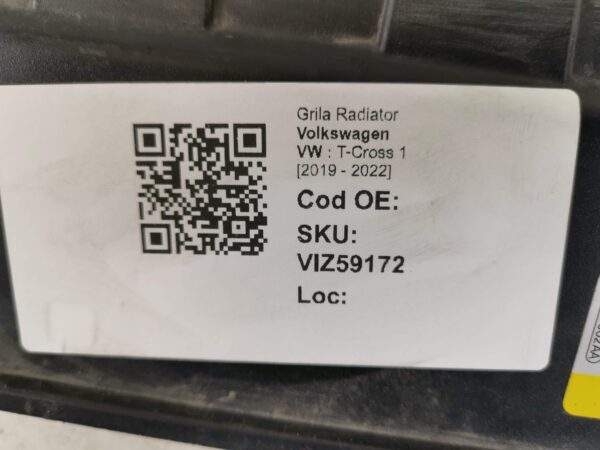 Grila Radiator
Volkswagen
VW : T-Cross 1
[2019 - 2022]
Cod OE:
SKU:
VIZ59172
Loc: